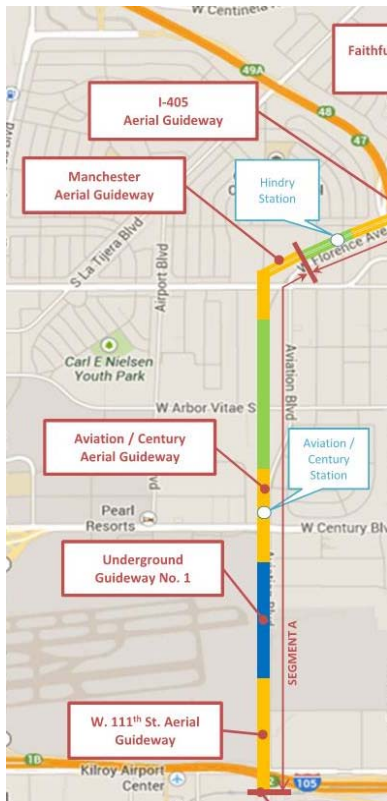 W Centinela
Faithfu
49A
I-405
Aerial Guideway
48
47
Manchester
Aerial Guideway
Hindry
Station
W Florence Ave
S La Tijera Blvd
Airport Blvd
Carl E Nielsen
Youth Park
Aviation Blvd
W Arbor Vitae S
Aviation / Century
Aerial Guideway
Aviation /
Century
Station
Pearl
Resorts
W Century Blv
Underground
Guideway No. 1
SEGMENT A
W. 111th St. Aerial
Guideway
1B
Kilroy Airport
Center
105